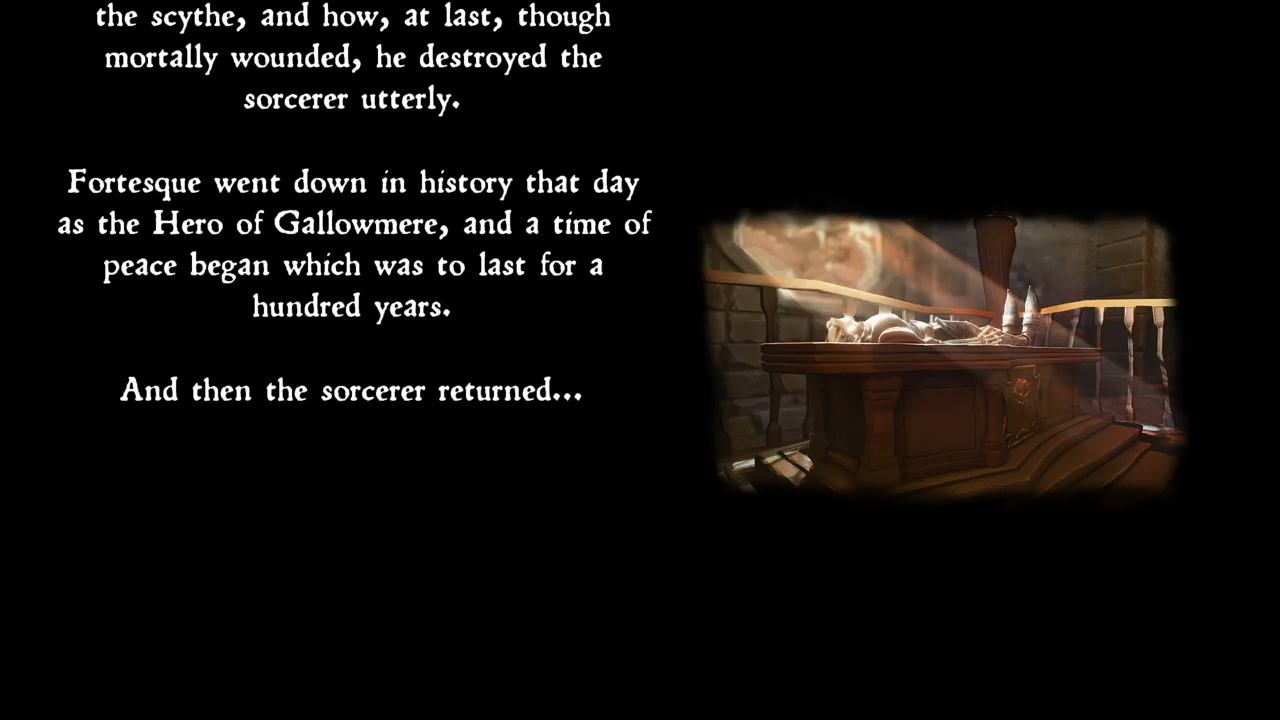 the scythe, and how, at last, though
mortally wounded, he destroyed the
sorcerer utterly.
Fortesque went down in history that day
as the Hero of Gallowmere, and a time of
peace began which was to last for a
hundred years.
And then the sorcerer returned...